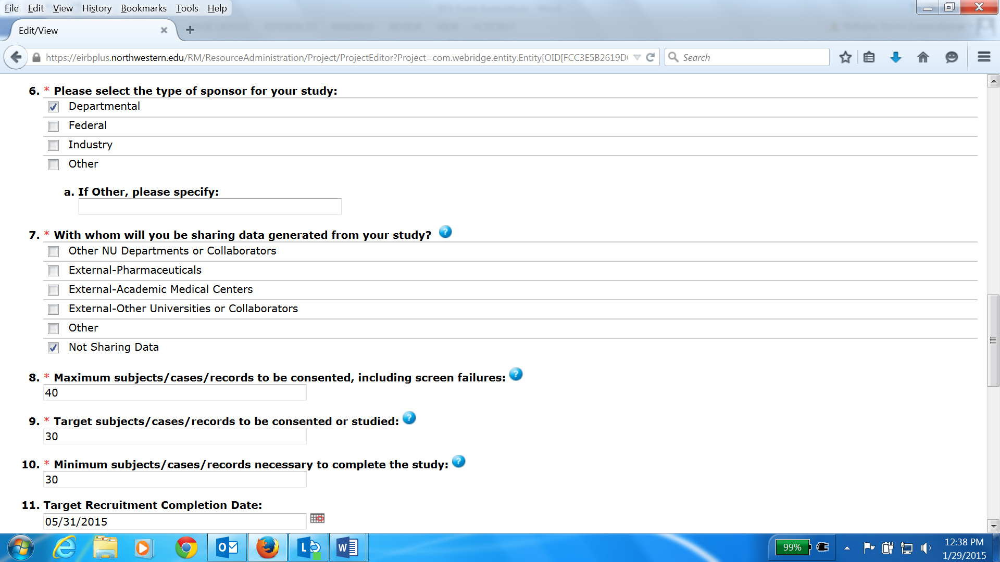 File Edit View History Bookmarks Tools Help
Edit/View
https://eirbplus.northwestern.edu/RM/ResourceAdministration/Project/ProjectEditor?Project=com.webridge.entity.Entity[OID[FCC3E5B2619D
Search
6. * Please select the type of sponsor for your study:
Departmental
Federal
Industry
Other
a. If Other, please specify:
7. * With whom will you be sharing data generated from your study? ?
Other NU Departments or Collaborators
External-Pharmaceuticals
External-Academic Medical Centers
External-Other Universities or Collaborators
Other
Not Sharing Data
8. * Maximum subjects/cases/records to be consented, including screen failures: ?
40
9. * Target subjects/cases/records to be consented or studied: ?
30
10. * Minimum subjects/cases/records necessary to complete the study: ?
30
11. Target Recruitment Completion Date:
05/31/2015
99%
12:38 PM
1/29/2015